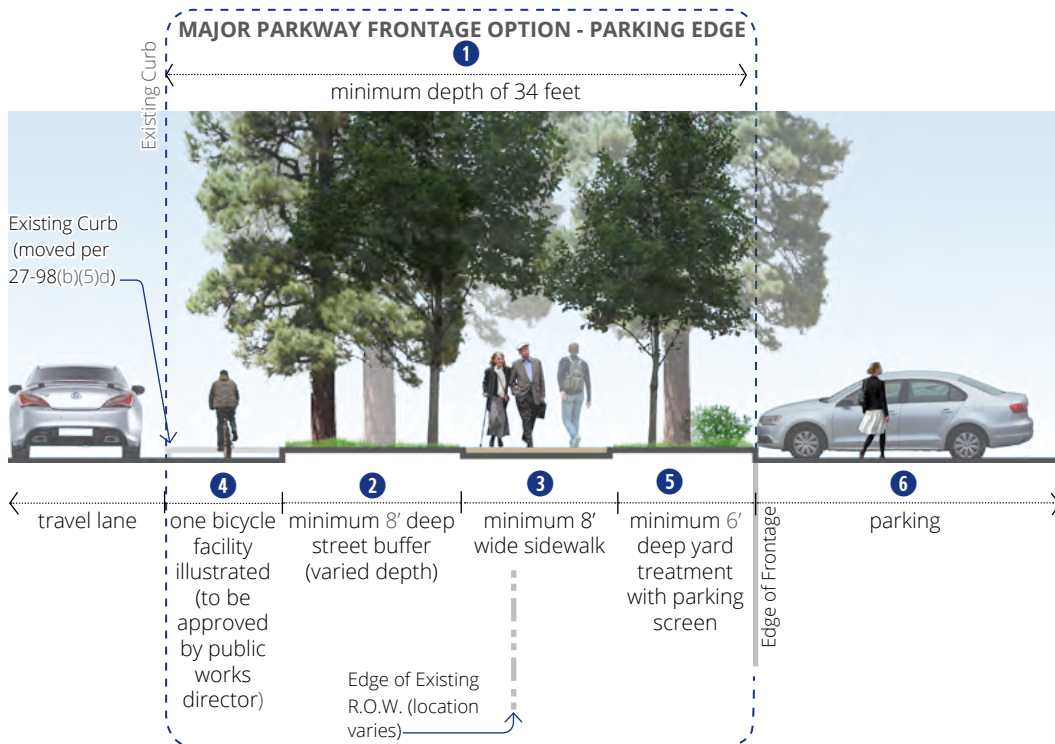 MAJOR PARKWAY FRONTAGE OPTION - PARKING EDGE
1
minimum depth of 34 feet
Existing Curb
Existing Curb
(moved per
27-98(b)(5)d)
travel lane
4
one bicycle
facility
illustrated
(to be
approved
by public
works
director)
2
minimum 8' deep
street buffer
(varied depth)
3
minimum 8'
wide sidewalk
5
minimum 6'
deep yard
treatment
with parking
screen
Edge of Frontage
6
parking
Edge of Existing
R.O.W. (location
varies)